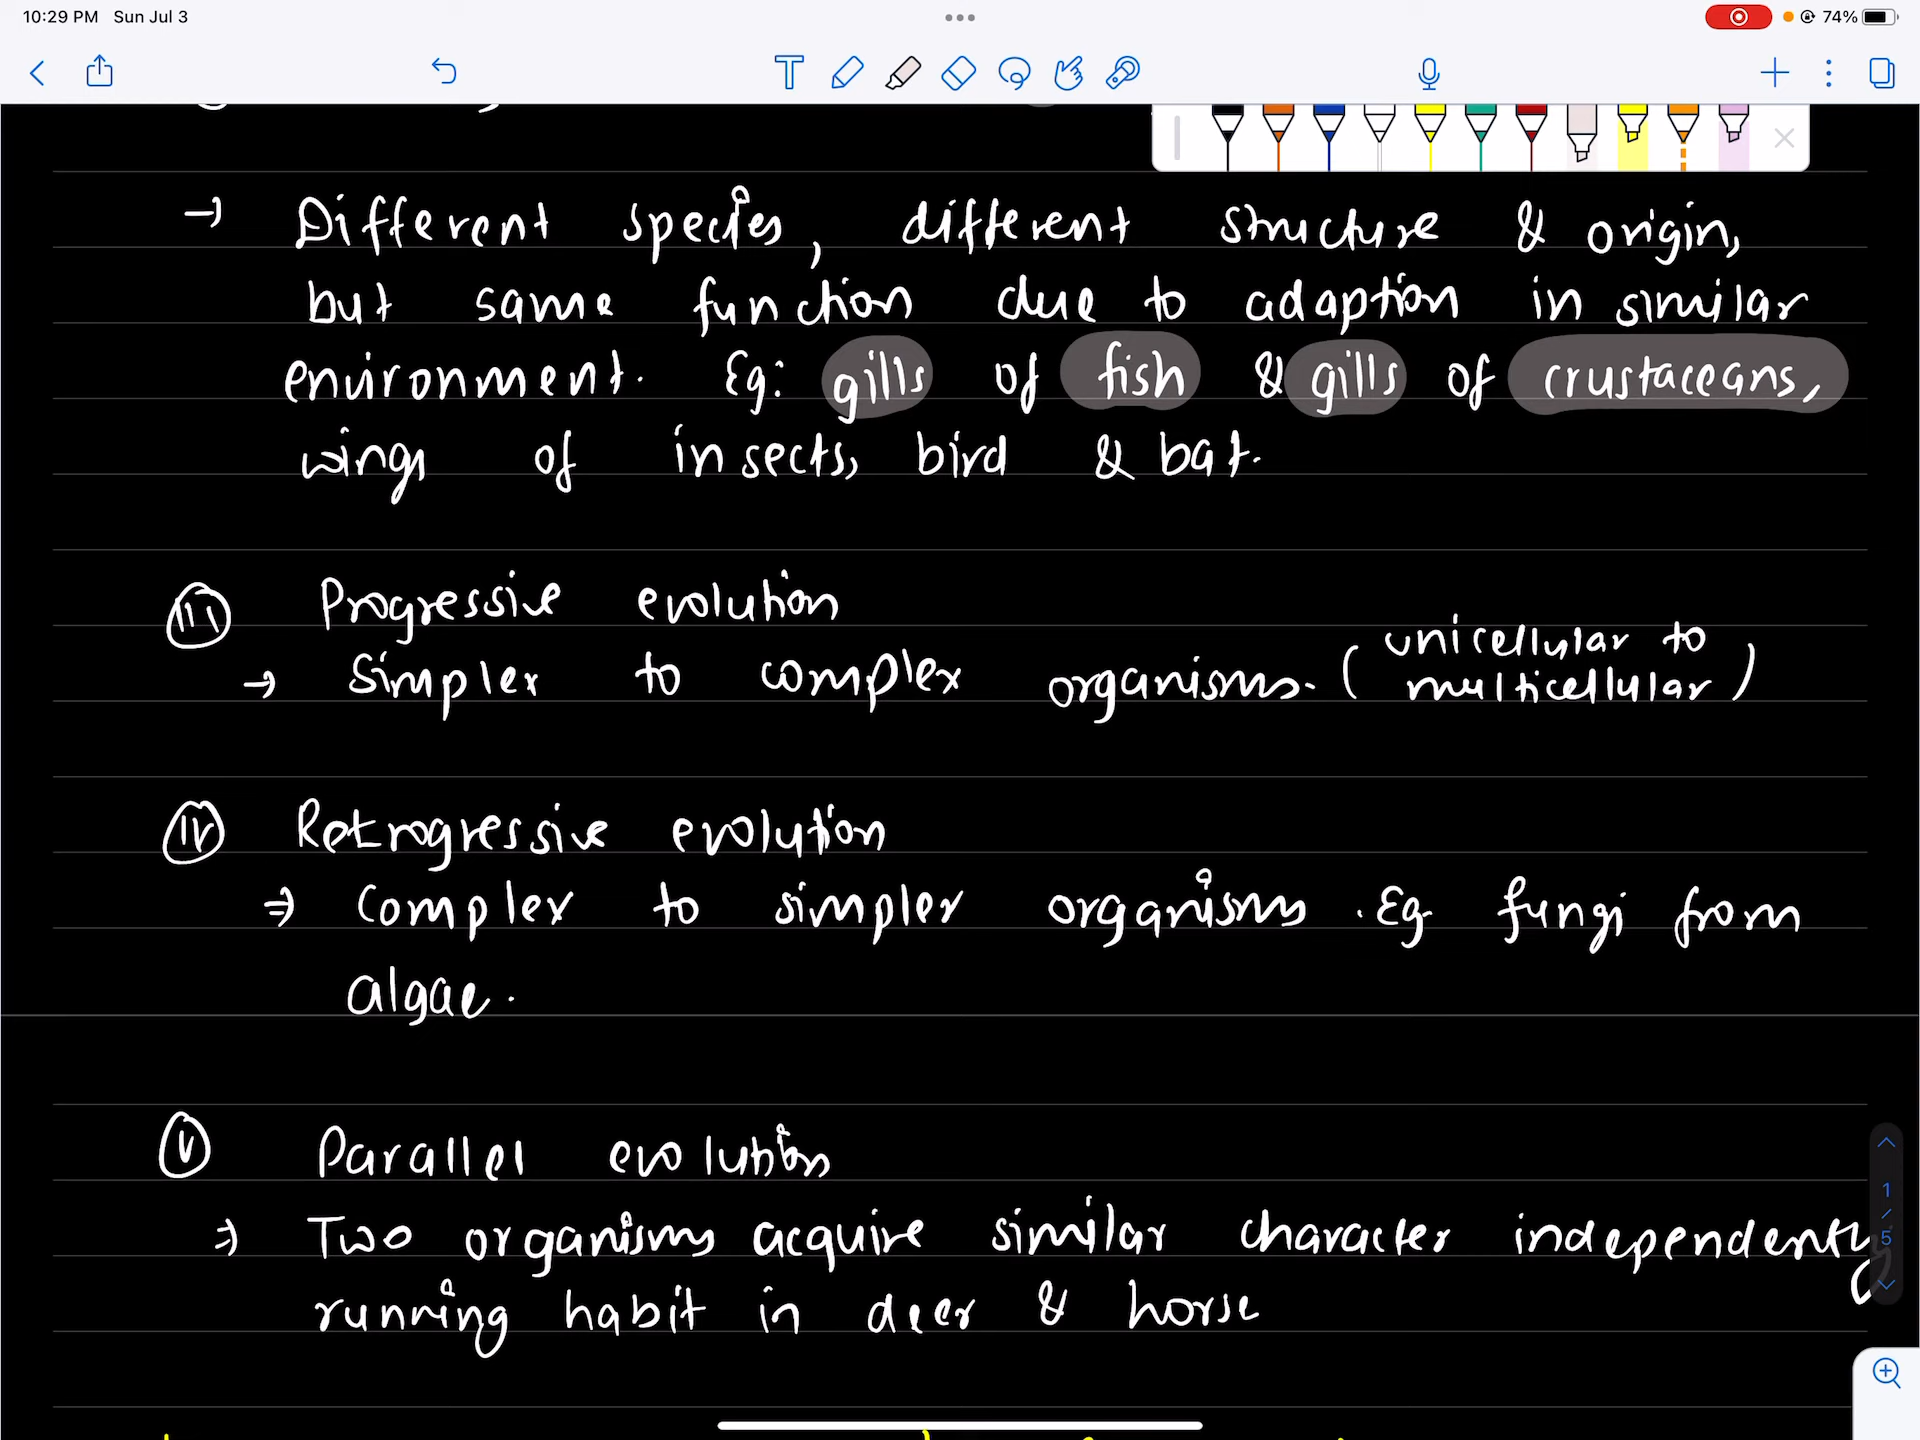 10:29 PM Sun Jul 3
74%
→ Different species, different structure & origin,
but same function due to adaption in similar
environment. Eg: gills of fish & gills of crustaceans,
wings of insects, bird & bat.
iii Progressive evolution
→ Simpler to complex organisms. (unicellular to
multicellular)
iv Retrogressive evolution
⇒ Complex to simpler organisms. Eg fungi from
algae.
v Parallel evolution
⇒ Two organisms acquire similar character independently
running habit in deer & horse
1
/
5